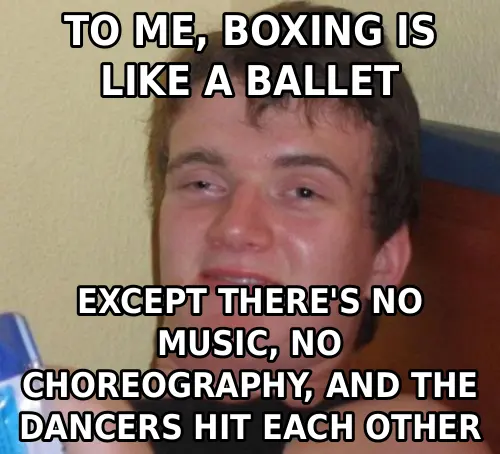 TO ME, BOXING IS
LIKE A BALLET
EXCEPT THERE'S NO
MUSIC, NO
CHOREOGRAPHY, AND THE
DANCERS HIT EACH OTHER